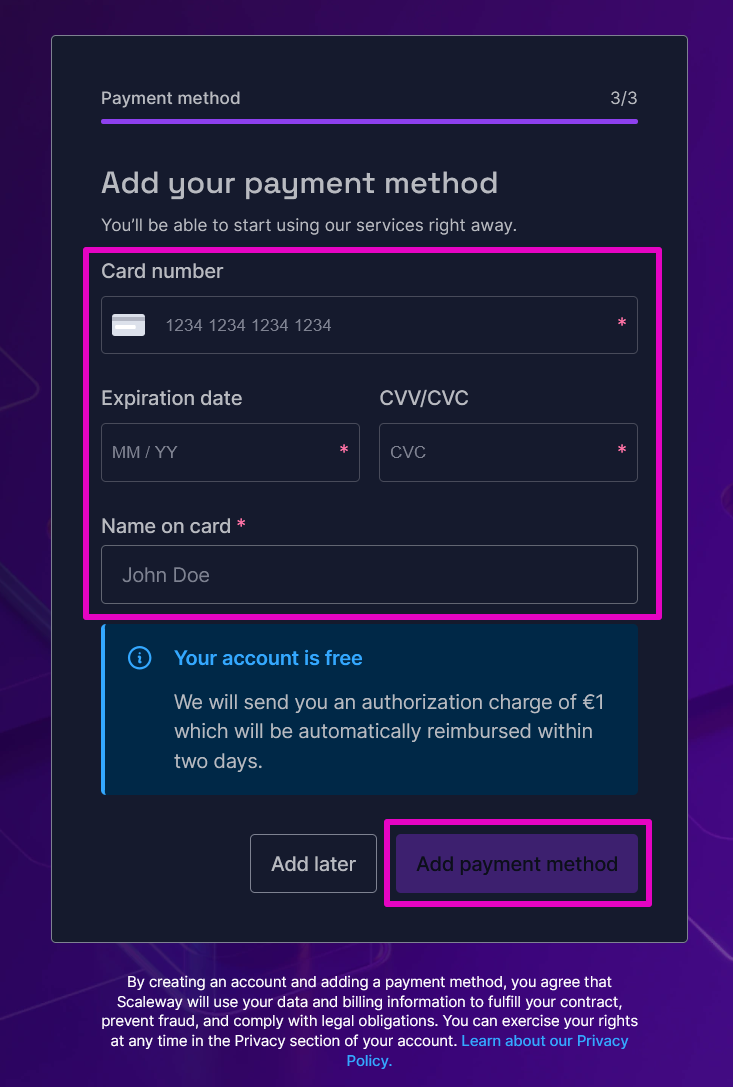 Payment method 3/3
Add your payment method
You’ll be able to start using our services right away.
Card number
1234 1234 1234 1234 *
Expiration date CVV/CVC
MM / YY * CVC *
Name on card *
John Doe
Your account is free
We will send you an authorization charge of €1
which will be automatically reimbursed within
two days.
Add later Add payment method
By creating an account and adding a payment method, you agree that
Scaleway will use your data and billing information to fulfill your contract,
prevent fraud, and comply with legal obligations. You can exercise your rights
at any time in the Privacy section of your account. Learn about our Privacy
Policy.